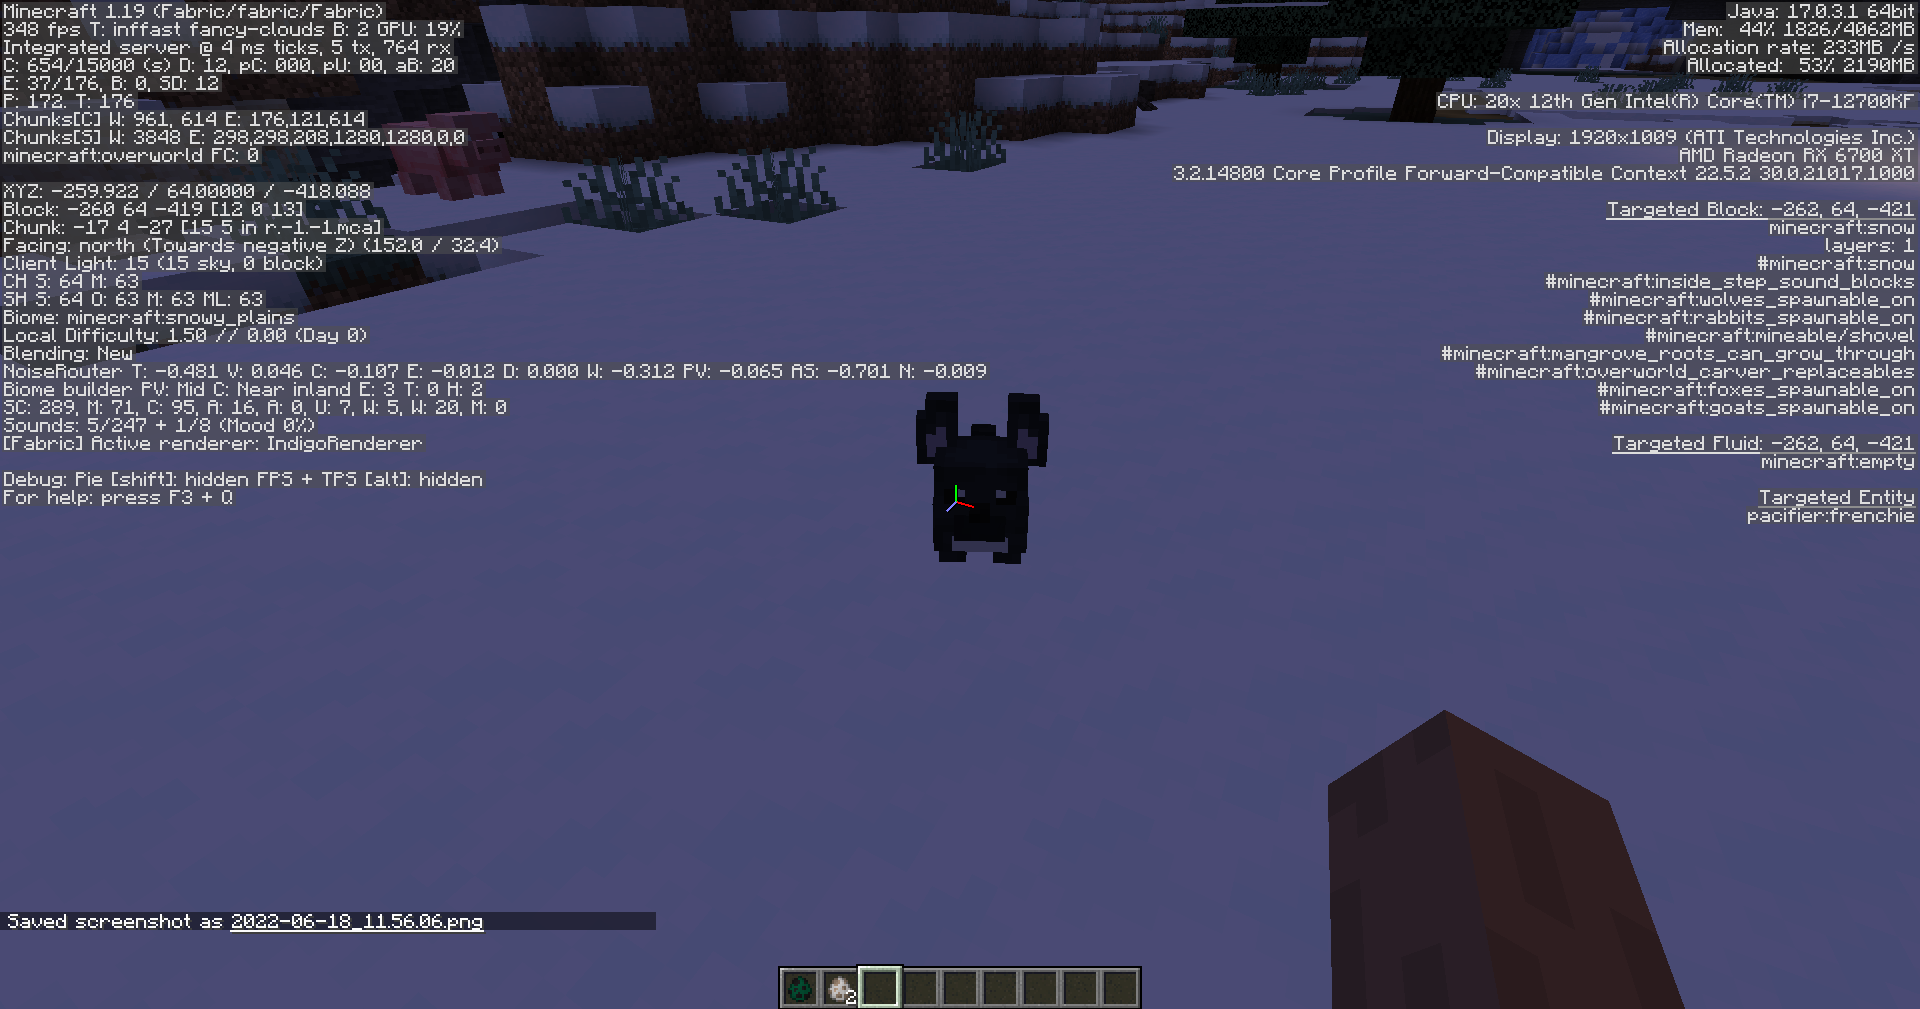 Minecraft 1.19 (Fabric/fabric/Fabric)
348 fps T: inffast fancy-clouds B: 2 GPU: 19%
Integrated server @ 4 ms ticks, 5 tx, 764 rx
C: 654/15000 (s) D: 12, pC: 000, pU: 00, aB: 20
E: 37/176, B: 0, SD: 12
P: 172. T: 176
Chunks[C] W: 961, 614 E: 176,121,614
Chunks[S] W: 3848 E: 298,298,208,1280,1280,0,0
minecraft:overworld FC: 0
XYZ: -259.922 / 64.00000 / -418.088
Block: -260 64 -419 [12 0 13]
Chunk: -17 4 -27 [15 5 in r.-1.-1.mca]
Facing: north (Towards negative Z) (152.0 / 32.4)
Client Light: 15 (15 sky, 0 block)
CH S: 64 M: 63
SH S: 64 O: 63 M: 63 ML: 63
Biome: minecraft:snowy_plains
Local Difficulty: 1.50 // 0.00 (Day 0)
Blending: New
NoiseRouter T: -0.481 V: 0.046 C: -0.107 E: -0.012 D: 0.000 W: -0.312 PV: -0.065 AS: -0.701 N: -0.009
Biome builder PV: Mid C: Near inland E: 3 T: 0 H: 2
SC: 289, M: 71, C: 95, A: 16, A: 0, U: 7, W: 5, W: 20, M: 0
Sounds: 5/247 + 1/8 (Mood 0%)
[Fabric] Active renderer: IndigoRenderer
Debug: Pie [shift]: hidden FPS + TPS [alt]: hidden
For help: press F3 + Q
Java: 17.0.3.1 64bit
Mem: 44% 1826/4062MB
Allocation rate: 233MB /s
Allocated: 53% 2190MB
CPU: 20x 12th Gen Intel(R) Core(TM) i7-12700KF
Display: 1920x1009 (ATI Technologies Inc.)
AMD Radeon RX 6700 XT
3.2.14800 Core Profile Forward-Compatible Context 22.5.2 30.0.21017.1000
Targeted Block: -262, 64, -421
minecraft:snow
layers: 1
#minecraft:snow
#minecraft:inside_step_sound_blocks
#minecraft:wolves_spawnable_on
#minecraft:rabbits_spawnable_on
#minecraft:mineable/shovel
#minecraft:mangrove_roots_can_grow_through
#minecraft:overworld_carver_replaceables
#minecraft:foxes_spawnable_on
#minecraft:goats_spawnable_on
Targeted Fluid: -262, 64, -421
minecraft:empty
Targeted Entity
pacifier:frenchie
Saved screenshot as 2022-06-18_11.56.06.png
2